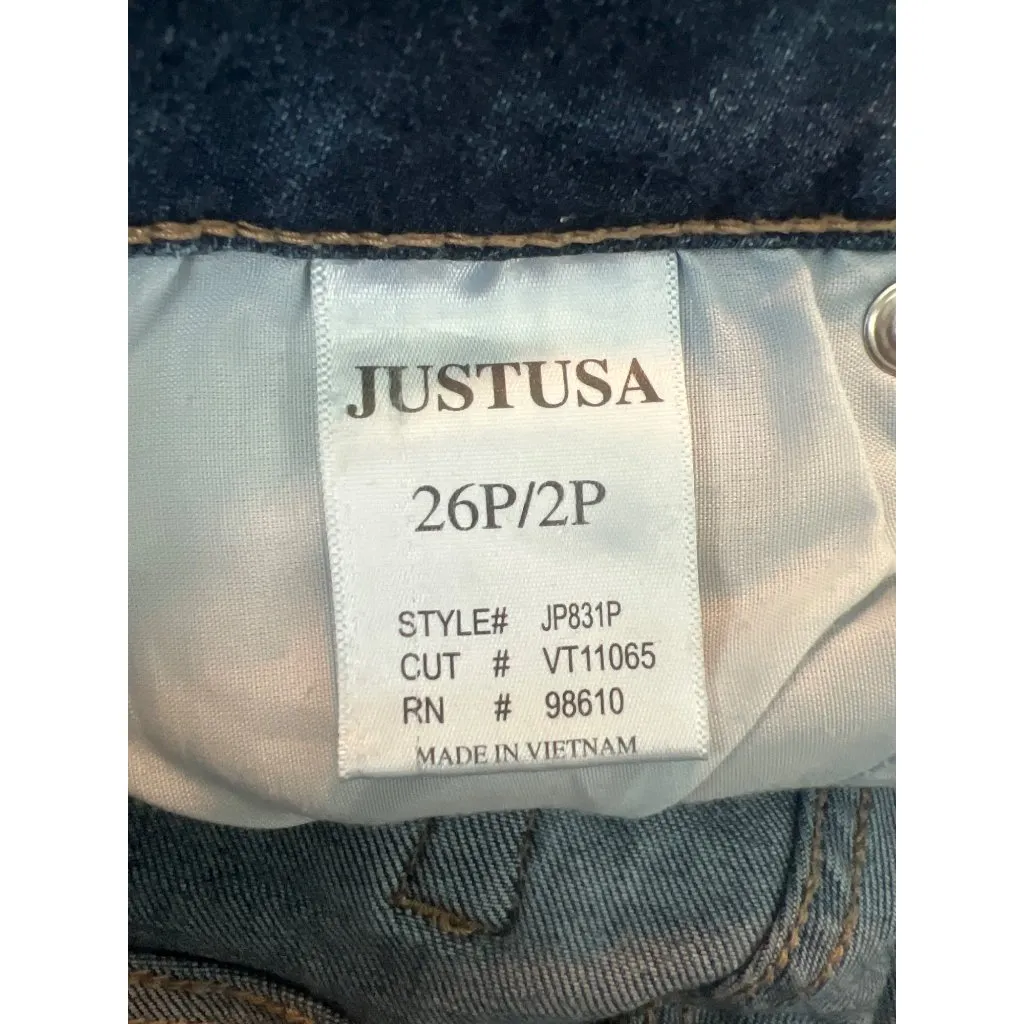 JUSTUSA
26P/2P
STYLE# JP831P
CUT # VT11065
RN # 98610
MADE IN VIETNAM